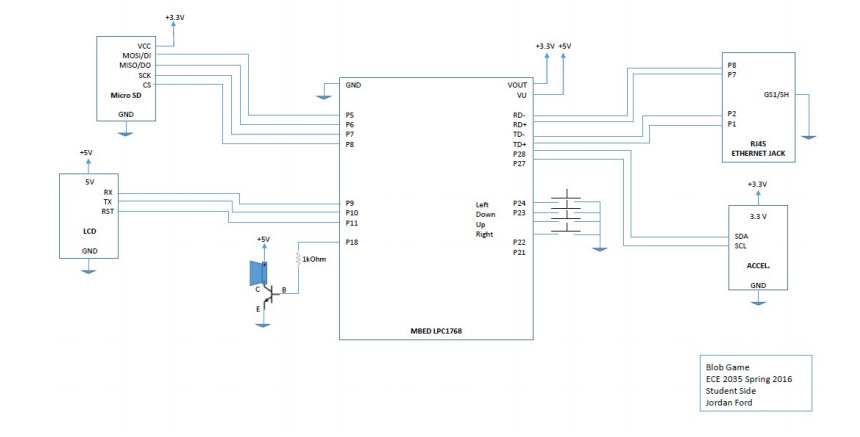 +3.3V
VCC
MOSI/DI
MISO/DO
SCK
CS
Micro SD
GND
+5V
5V
RX
TX
RST
LCD
GND
+5V
C
B
E
1kOhm
GND
P5
P6
P7
P8
P9
P10
P11
P18
+3.3V +5V
VOUT
VU
RD-
RD+
TD-
TD+
P28
P27
Left P24
Down P23
Up
Right
P22
P21
MBED LPC1768
P8
P7
GS1/SH
P2
P1
RJ45
ETHERNET JACK
+3.3V
3.3 V
SDA
SCL
ACCEL.
GND
Blob Game
ECE 2035 Spring 2016
Student Side
Jordan Ford